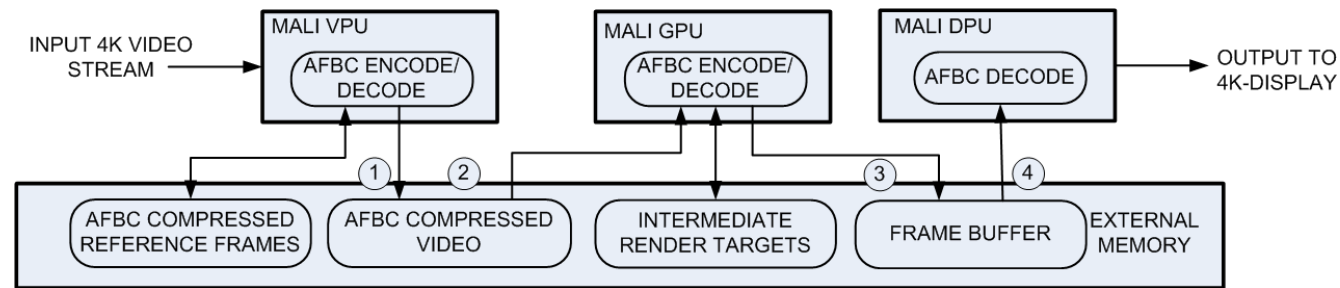 INPUT 4K VIDEO
STREAM
MALI VPU
AFBC ENCODE/
DECODE
MALI GPU
AFBC ENCODE/
DECODE
MALI DPU
AFBC DECODE
OUTPUT TO
4K-DISPLAY
1
2
3
4
AFBC COMPRESSED
REFERENCE FRAMES
AFBC COMPRESSED
VIDEO
INTERMEDIATE
RENDER TARGETS
FRAME BUFFER
EXTERNAL
MEMORY